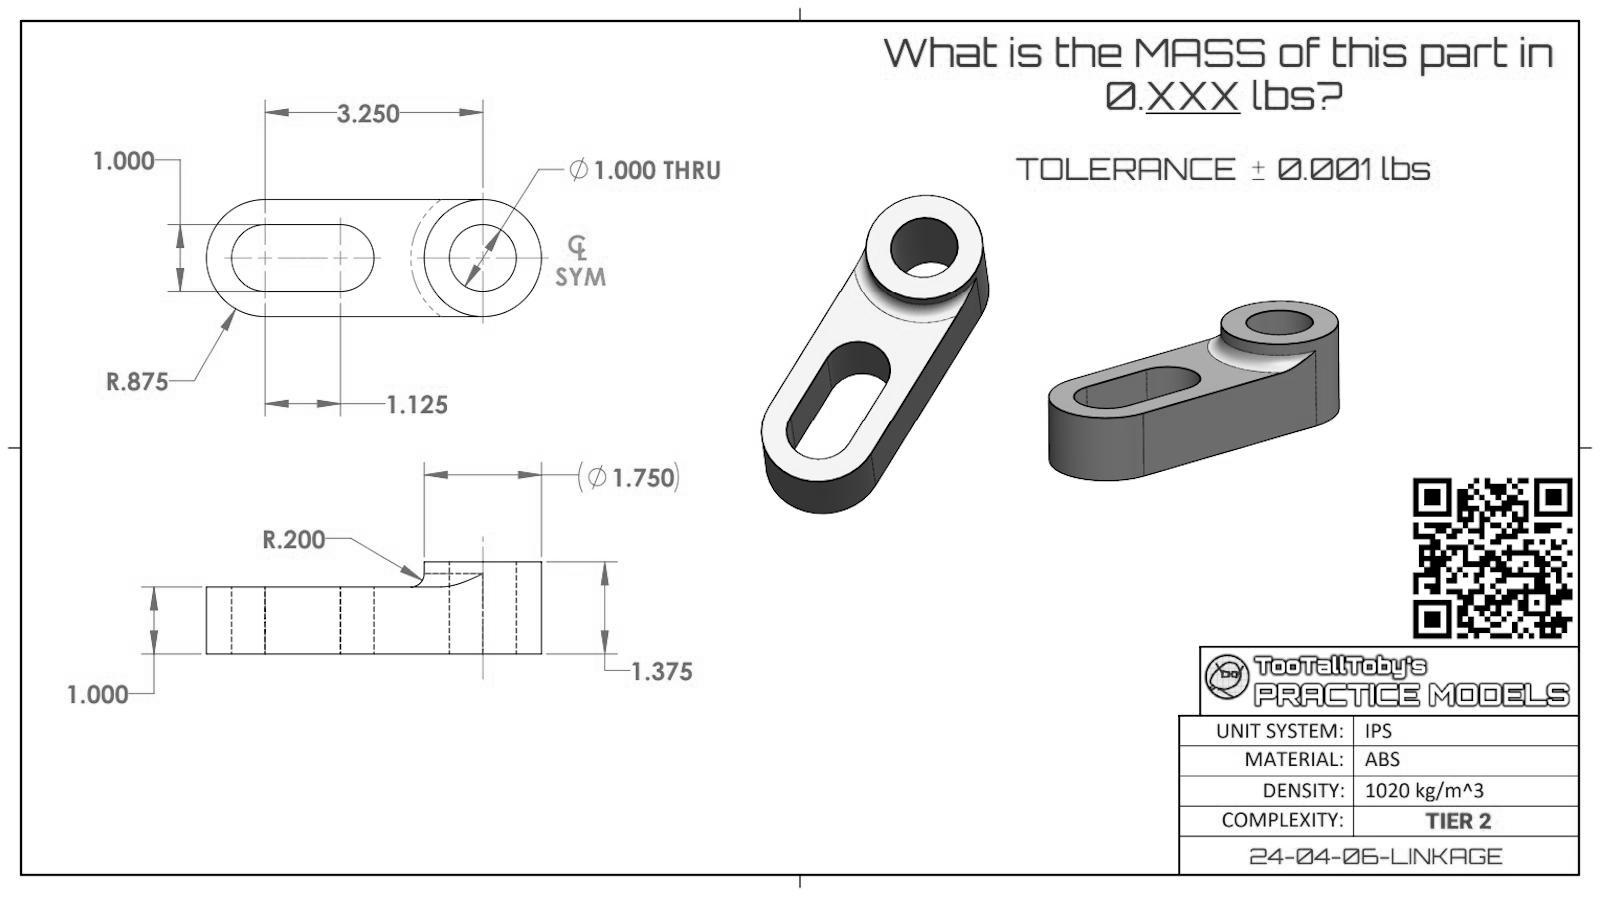 What is the MASS of this part in
0.XXX lbs?
TOLERANCE ± 0.001 lbs
3.250
1.000
Ø 1.000 THRU
℄
SYM
R.875
1.125
(Ø 1.750)
R.200
1.375
1.000
TooTallToby's
PRACTICE MODELS
UNIT SYSTEM: IPS
MATERIAL: ABS
DENSITY: 1020 kg/m^3
COMPLEXITY: TIER 2
24-04-06-LINKAGE